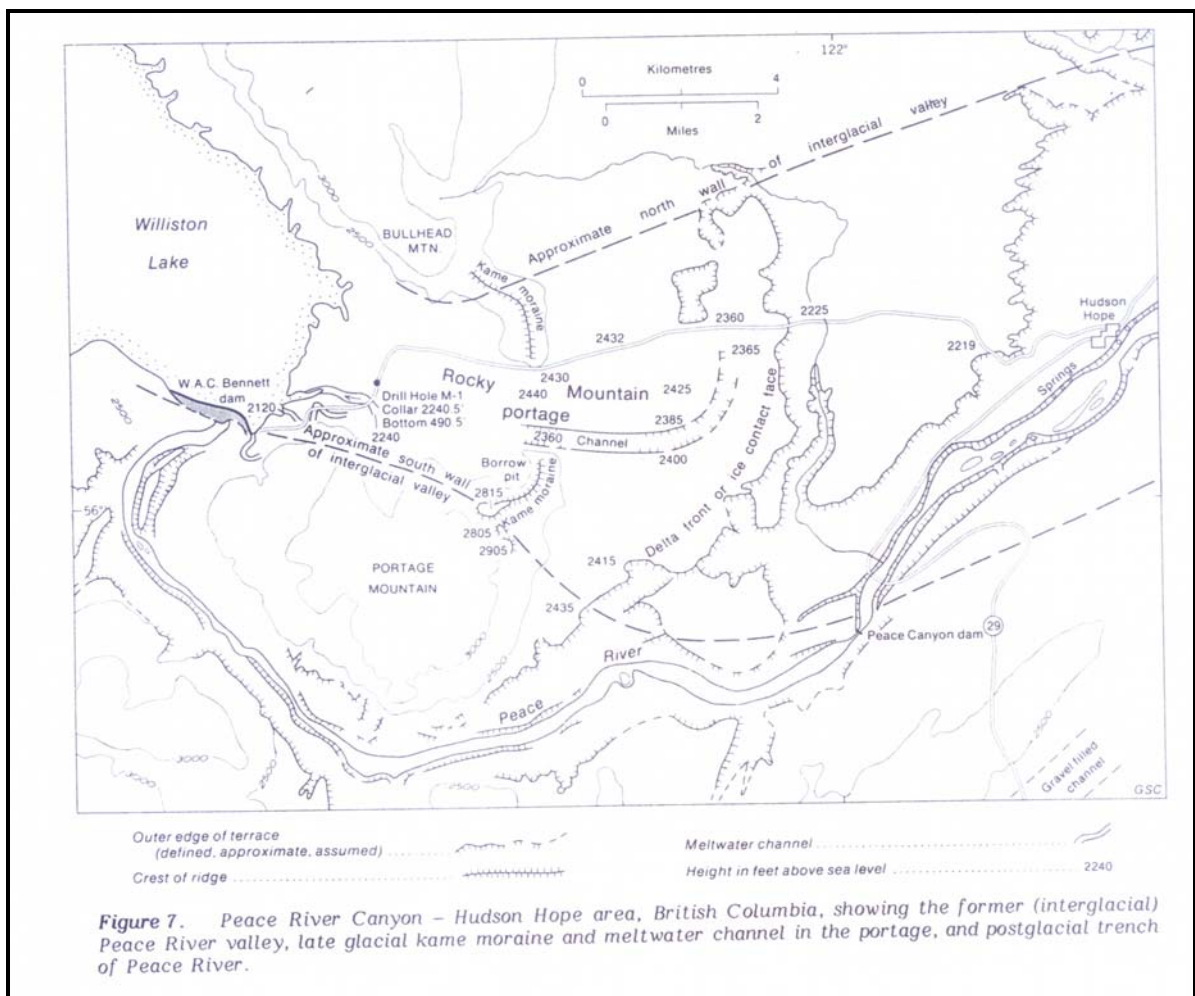 122°
Kilometres
0 4
0 2
Miles
Approximate north wall of interglacial valley
3000
2500
Williston
Lake
BULLHEAD
MTN.
Kame moraine
Hudson
Hope
2360
2225
2432
2219
2365
Springs
2430
Rocky
Mountain
portage
2440
2425
W.A.C. Bennett
dam
2120
2500
Drill Hole M-1
Collar 2240.5'
Bottom 490.5'
2240
2385
2360
Channel
2400
Approximate south wall
of interglacial valley
Borrow
pit
2815
Kame moraine
Delta front or ice contact face
56°
2805
2905
2415
PORTAGE
MOUNTAIN
2435
Peace Canyon dam
29
3000
2500
Peace River
3000
3000
2500
2500
2500
Gravel filled
channel
GSC
Outer edge of terrace
(defined, approximate, assumed)
Crest of ridge
Meltwater channel
Height in feet above sea level 2240
Figure 7. Peace River Canyon – Hudson Hope area, British Columbia, showing the former (interglacial)
Peace River valley, late glacial kame moraine and meltwater channel in the portage, and postglacial trench
of Peace River.